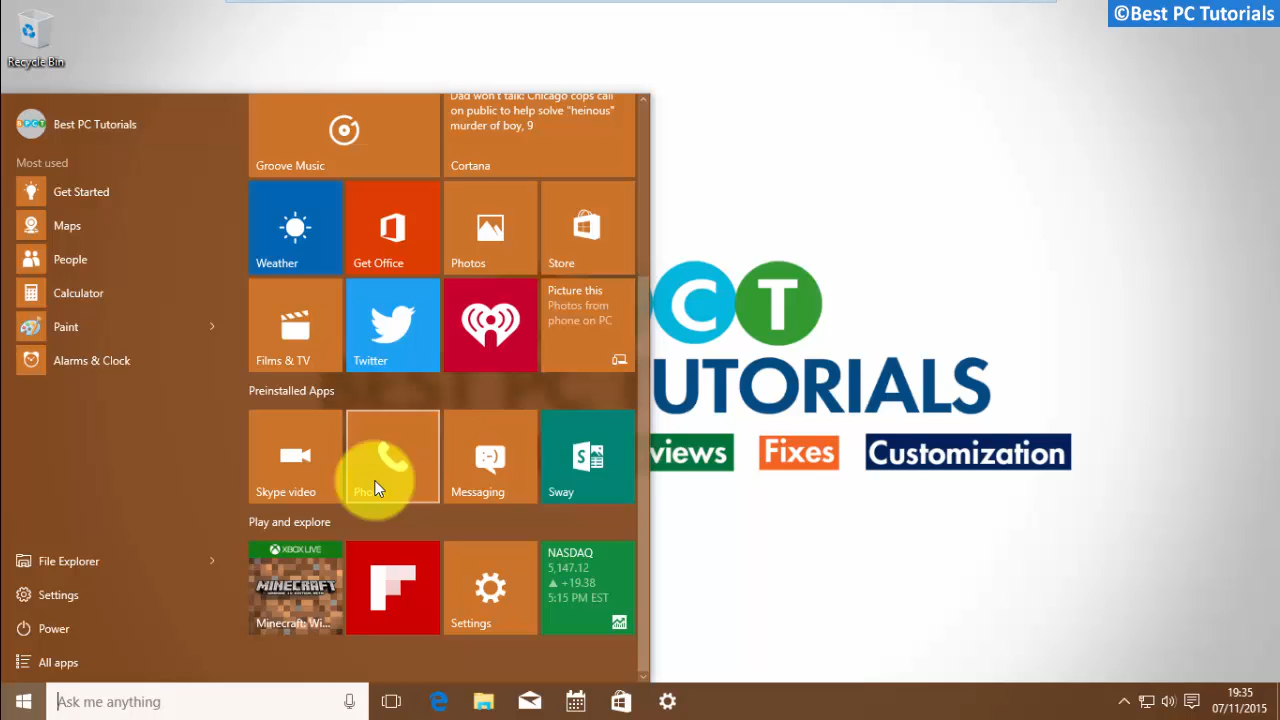 ©Best PC Tutorials
Recycle Bin
Best PC Tutorials
Most used
Get Started
Maps
People
Calculator
Paint
Alarms & Clock
File Explorer
Settings
Power
All apps
Groove Music
Dad won't talk: Chicago cops call
on public to help solve "heinous"
murder of boy, 9
Cortana
Weather
Get Office
Photos
Store
Films & TV
Twitter
Picture this
Photos from
phone on PC
Preinstalled Apps
Skype video
Messaging
S
Sway
Play and explore
XBOX LIVE
MINECRAFT
Minecraft: Wi...
Settings
NASDAQ
5,147.12
▲ +19.38
5:15 PM EST
CT
UTORIALS
views
Fixes
Customization
Ask me anything
19:35
07/11/2015